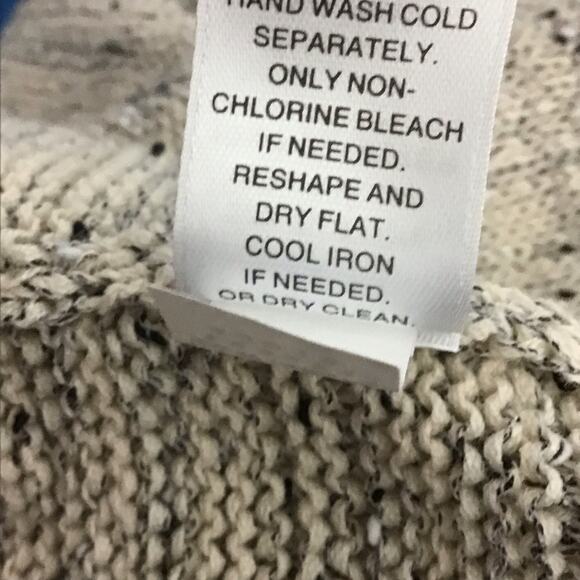 HAND WASH COLD
SEPARATELY.
ONLY NON-
CHLORINE BLEACH
IF NEEDED.
RESHAPE AND
DRY FLAT.
COOL IRON
IF NEEDED.
OR DRY CLEAN.